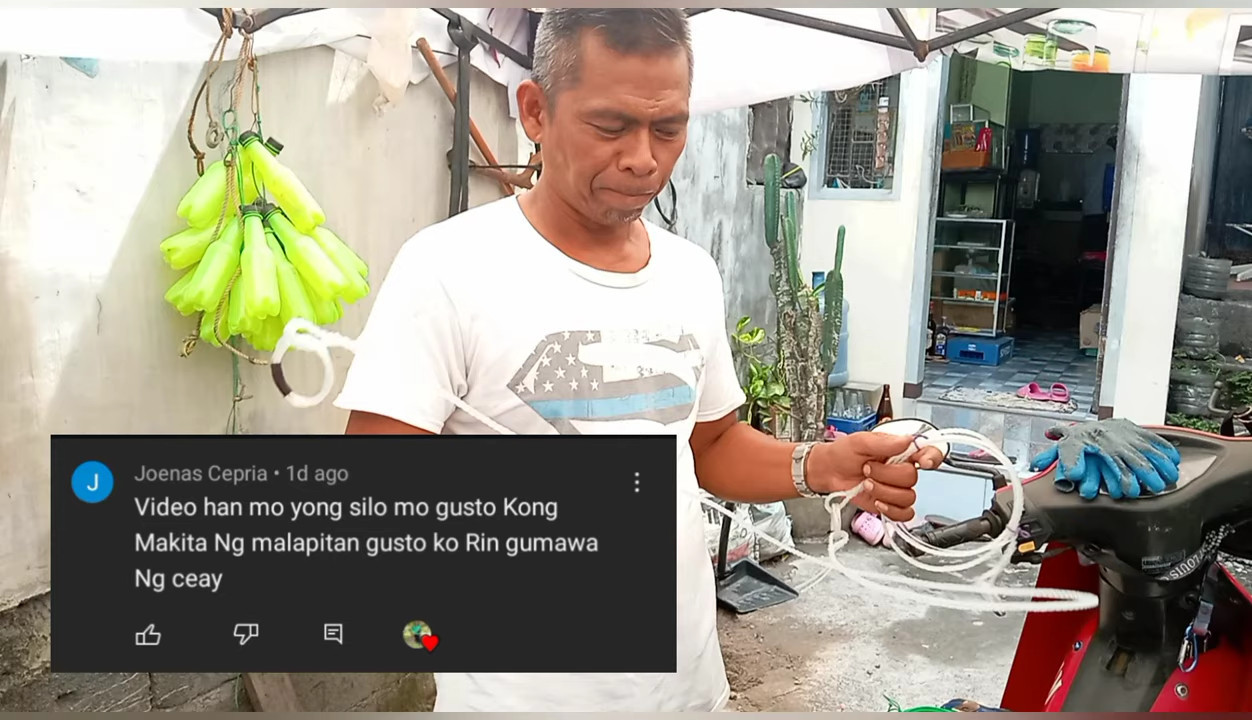 J
Joenas Cepria • 1d ago
Video han mo yong silo mo gusto Kong
Makita Ng malapitan gusto ko Rin gumawa
Ng ceay